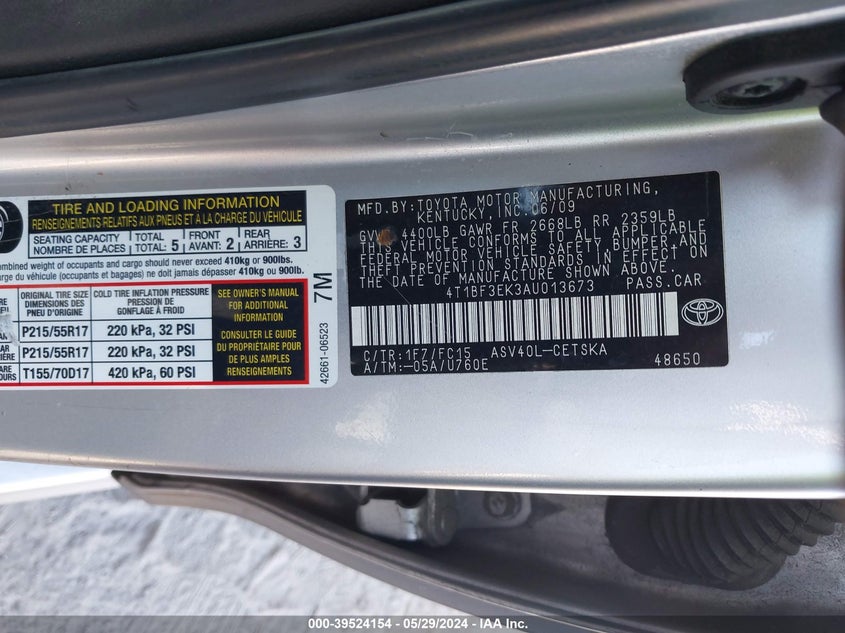 TIRE AND LOADING INFORMATION
RENSEIGNEMENTS RELATIFS AUX PNEUS ET À LA CHARGE DU VÉHICULE
SEATING CAPACITY TOTAL 5 FRONT 2 REAR 3
NOMBRE DE PLACES TOTAL AVANT: ARRIÈRE:
combined weight of occupants and cargo should never exceed 410kg or 900lbs.
charge du véhicule (occupants et bagages) ne doit jamais dépasser 410kg ou 900lb.
ORIGINAL TIRE SIZE
DIMENSIONS DES PNEUS D'ORIGINE
COLD TIRE INFLATION PRESSURE
PRESSION DE GONFLAGE À FROID
P215/55R17 220 kPa, 32 PSI
P215/55R17 220 kPa, 32 PSI
T155/70D17 420 kPa, 60 PSI
SEE OWNER'S MANUAL
FOR ADDITIONAL
INFORMATION
CONSULTER LE GUIDE
DU PROPRIÉTAIRE POUR
PLUS DE
RENSEIGNEMENTS
7M
42661-06523
MFD.BY:TOYOTA MOTOR MANUFACTURING,
KENTUCKY, INC. 06/09
GVW 4400LB GAWR FR 2668LB RR 2359LB
THIS VEHICLE CONFORMS TO ALL APPLICABLE
FEDERAL MOTOR VEHICLE SAFETY,BUMPER,AND
THEFT PREVENTION STANDARDS IN EFFECT ON
THE DATE OF MANUFACTURE SHOWN ABOVE.
4T1BF3EK3AU013673 PASS.CAR
C/TR:1F7/FC15 ASV40L-CETSKA
A/TM:-05A/U760E 48650
000-39524154 - 05/29/2024 - IAA Inc.